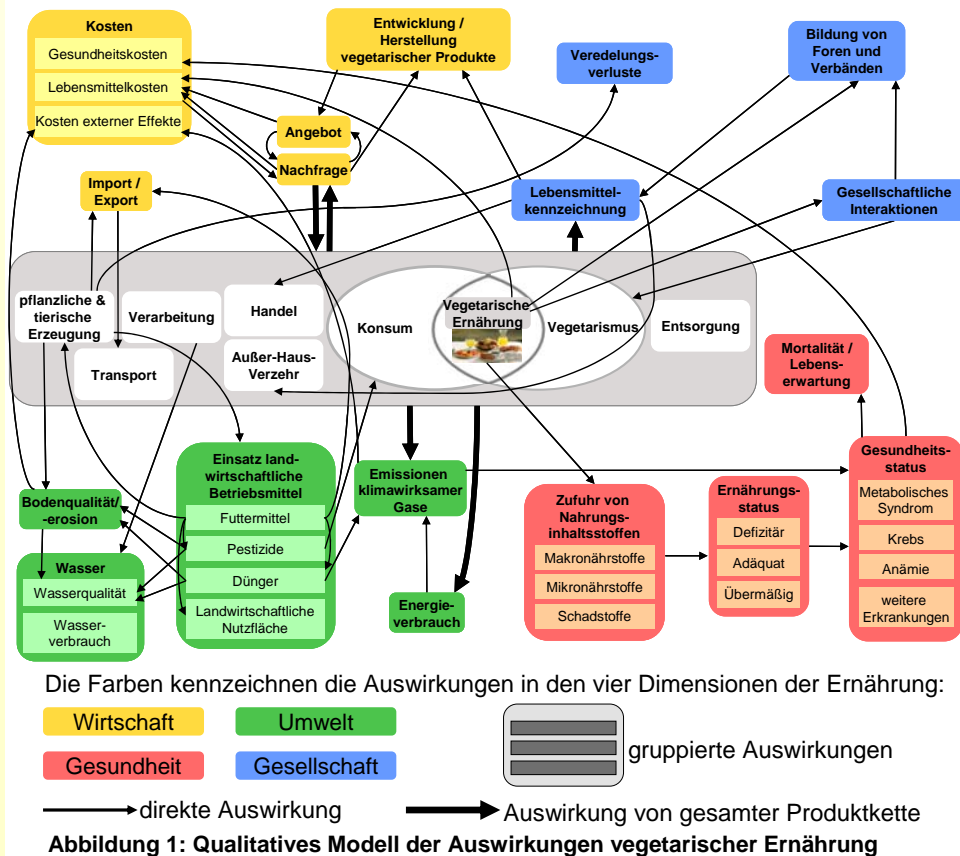 Kosten
Gesundheitskosten
Lebensmittelkosten
Kosten externer Effekte
Entwicklung /
Herstellung
vegetarischer Produkte
Veredelungs-
verluste
Bildung von
Foren und
Verbänden
Angebot
Nachfrage
Import /
Export
Lebensmittel-
kennzeichnung
Gesellschaftliche
Interaktionen
pflanzliche &
tierische
Erzeugung
Verarbeitung
Transport
Handel
Außer-Haus-
Verzehr
Konsum
Vegetarische
Ernährung
Vegetarismus
Entsorgung
Mortalität /
Lebens-
erwartung
Bodenqualität/
-erosion
Wasser
Wasserqualität
Wasser-
verbrauch
Einsatz land-
wirtschaftliche
Betriebsmittel
Futtermittel
Pestizide
Dünger
Landwirtschaftliche
Nutzfläche
Emissionen
klimawirksamer
Gase
Energie-
verbrauch
Zufuhr von
Nahrungs-
inhaltsstoffen
Makronährstoffe
Mikronährstoffe
Schadstoffe
Ernährungs-
status
Defizitär
Adäquat
Übermäßig
Gesundheits-
status
Metabolisches
Syndrom
Krebs
Anämie
weitere
Erkrankungen
Die Farben kennzeichnen die Auswirkungen in den vier Dimensionen der Ernährung:
Wirtschaft
Umwelt
Gesundheit
Gesellschaft
gruppierte Auswirkungen
direkte Auswirkung
Auswirkung von gesamter Produktkette
Abbildung 1: Qualitatives Modell der Auswirkungen vegetarischer Ernährung